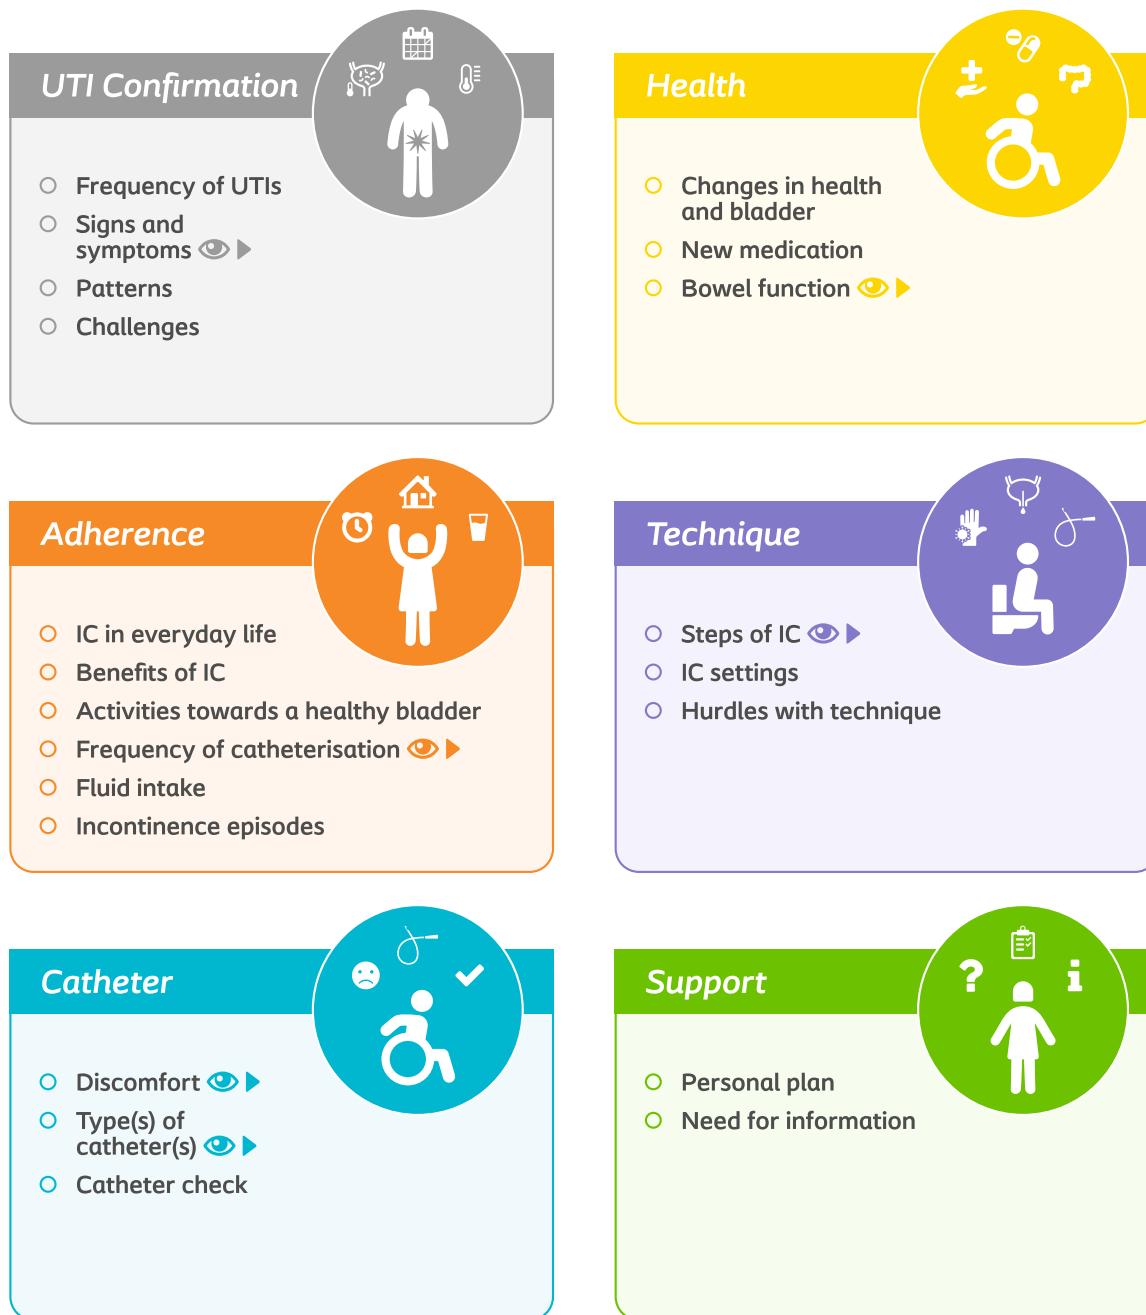 UTI Confirmation
Frequency of UTIs
Signs and
symptoms
Patterns
Challenges
Health
Changes in health
and bladder
New medication
Bowel function
Adherence
IC in everyday life
Benefits of IC
Activities towards a healthy bladder
Frequency of catheterisation
Fluid intake
Incontinence episodes
Technique
Steps of IC
IC settings
Hurdles with technique
Catheter
Discomfort
Type(s) of
catheter(s)
Catheter check
Support
?
i
Personal plan
Need for information